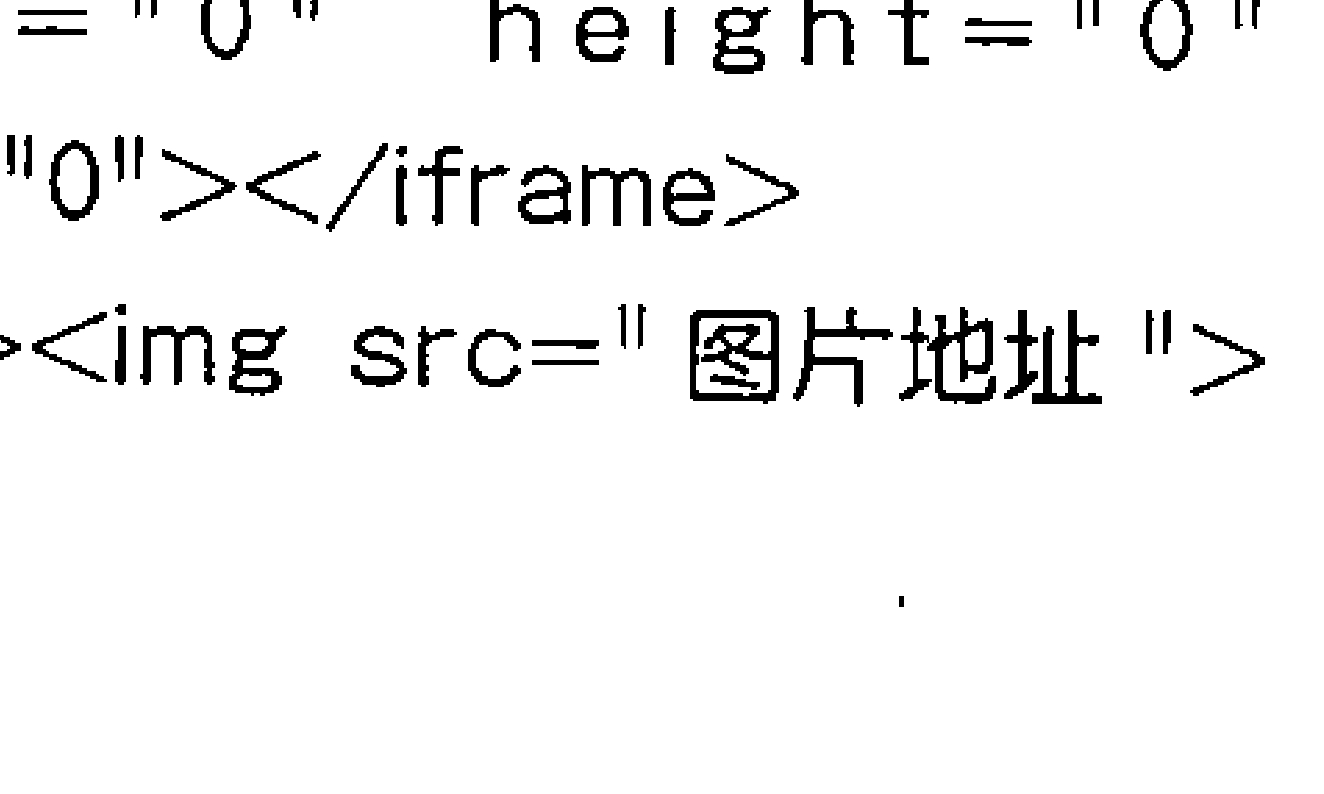 ="0" height="0"
"0"></iframe>
><img src="图片地址">